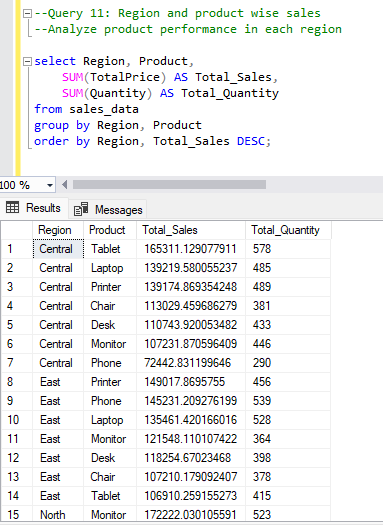 --Query 11: Region and product wise sales
--Analyze product performance in each region
select Region, Product,
SUM(TotalPrice) AS Total_Sales,
SUM(Quantity) AS Total_Quantity
from sales_data
group by Region, Product
order by Region, Total_Sales DESC;
100 %
Results Messages
Region Product Total_Sales Total_Quantity
1 Central Tablet 165311.129077911 578
2 Central Laptop 139219.580055237 485
3 Central Printer 139174.869354248 489
4 Central Chair 113029.459686279 381
5 Central Desk 110743.920053482 433
6 Central Monitor 107231.870596409 446
7 Central Phone 72442.831199646 290
8 East Printer 149017.8695755 456
9 East Phone 145231.209276199 539
10 East Laptop 135461.420166016 528
11 East Monitor 121548.110107422 364
12 East Desk 118254.67023468 398
13 East Chair 107210.179092407 378
14 East Tablet 106910.259155273 415
15 North Monitor 172222.030105591 523